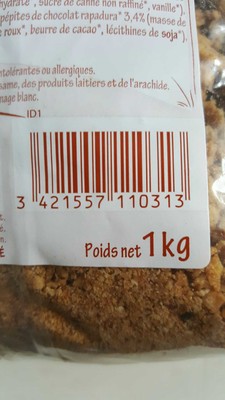 hydraté*, sucre de canne non raffiné*, vanille*),
pépites de chocolat rapadura* 3,4% (masse de
roux*, beurre de cacao*, lécithines de soja*).
intolérantes ou allergiques.
same, des produits laitiers et de l'arachide.
nage blanc.
ID1
3 421557 110313
Poids net 1kg